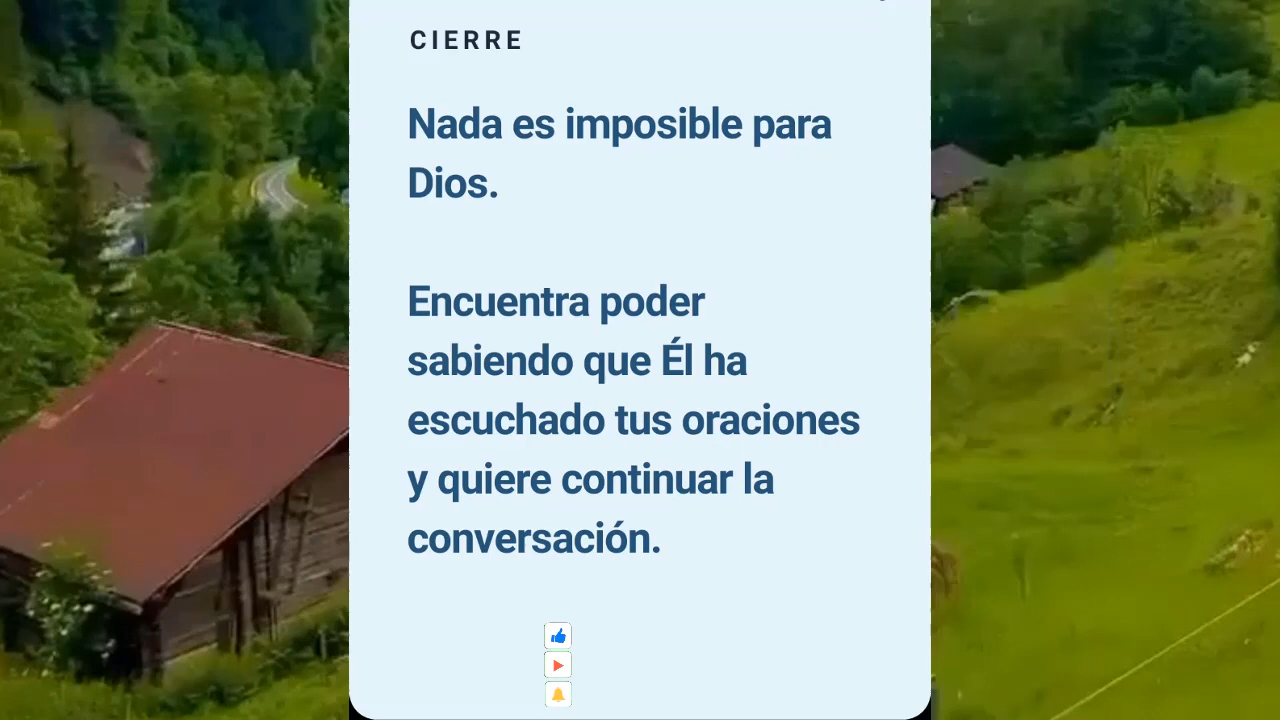 CIERRE
Nada es imposible para
Dios.
Encuentra poder
sabiendo que Él ha
escuchado tus oraciones
y quiere continuar la
conversación.